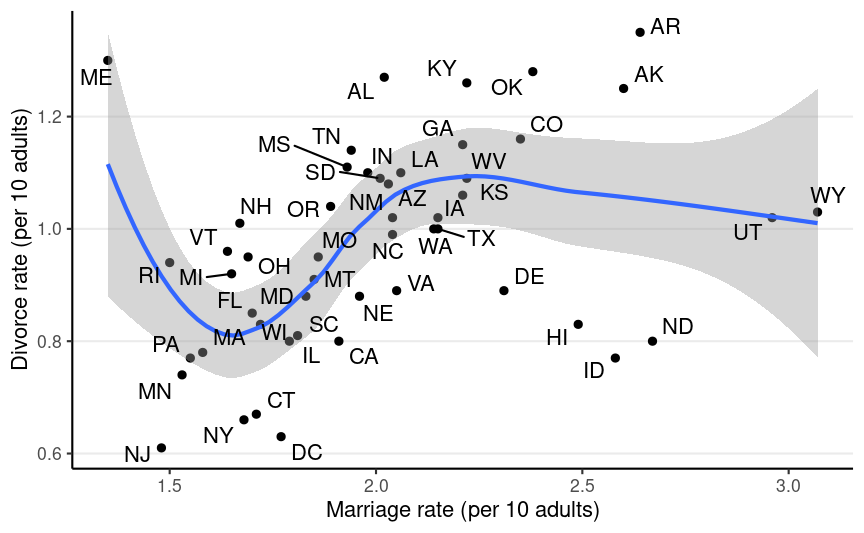 AR
ME
KY
AK
AL
OK
1.2
TN
GA
CO
MS
IN
LA
WV
SD
NM
AZ
KS
WY
NH
OR
IA
1.0
VT
MO
NC
WA
TX
UT
RI
MI
OH
MT
VA
DE
FL
MD
NE
PA
MA
WI
SC
HI
ND
0.8
IL
CA
ID
MN
CT
NY
NJ
DC
0.6
Divorce rate (per 10 adults)
1.5 2.0 2.5 3.0
Marriage rate (per 10 adults)